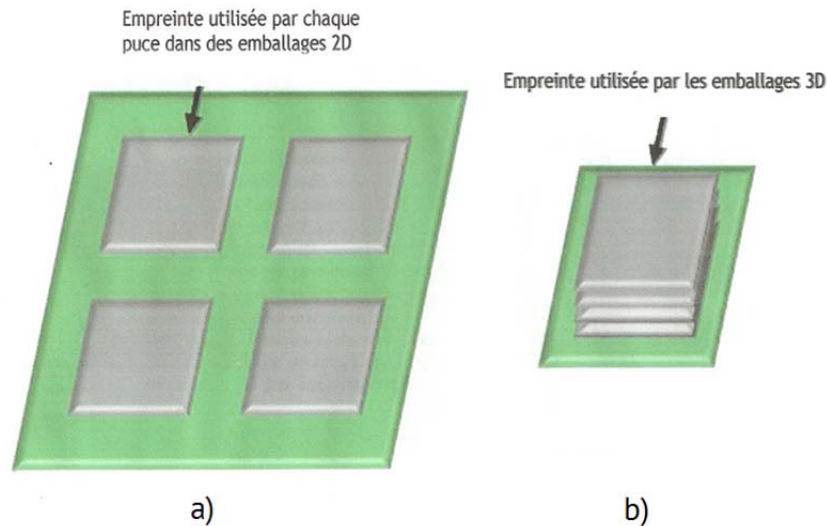 Empreinte utilisée par chaque
puce dans des emballages 2D
Empreinte utilisée par les emballages 3D
a)
b)